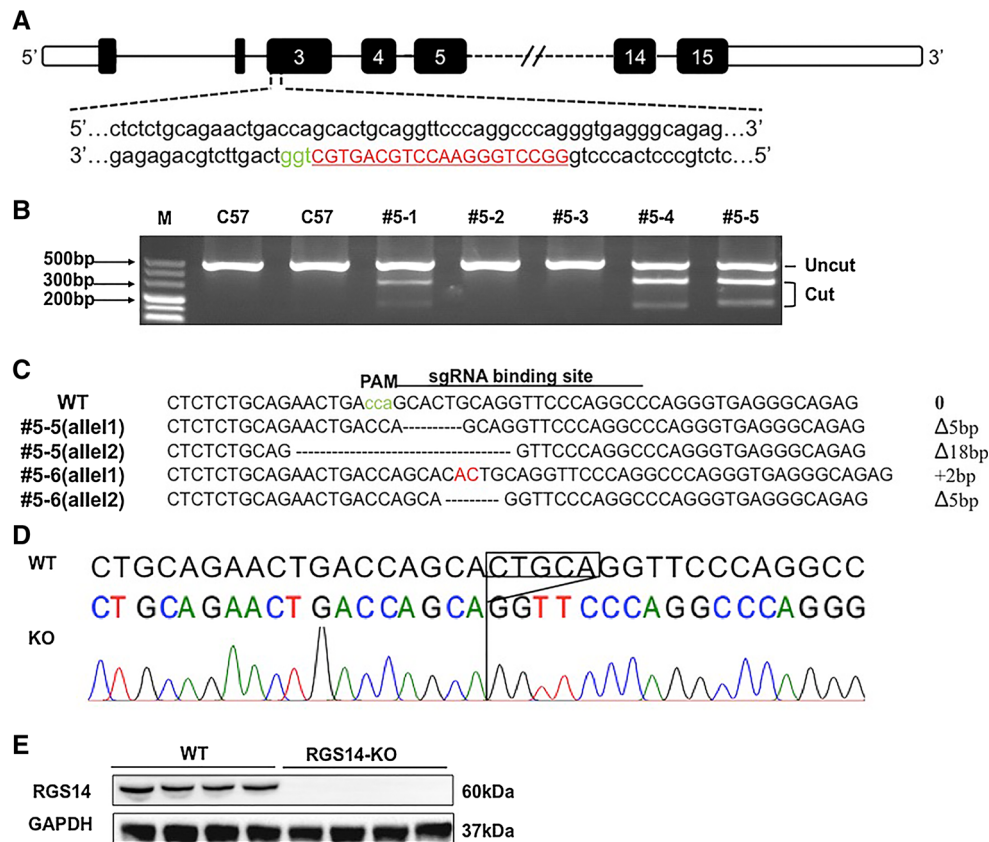 A
5’ 3 4 5 // 14 15 3’
5’…ctctctgcagaactgaccagcactgcaggttcccaggcccagggtgagggcagag…3’
3’…gagagacgtcttgactggtCGTGACGTCCAAGGGTCCGGgtcccactcccgtctc…5’
B
M C57 C57 #5-1 #5-2 #5-3 #5-4 #5-5
500bp
300bp
200bp
Uncut
Cut
C
PAM sgRNA binding site
WT CTCTCTGCAGAACTGAccaGCACTGCAGGTTCCCAGGCCCAGGGTGAGGGCAGAG 0
#5-5(allel1) CTCTCTGCAGAACTGACCA----------GCAGGTTCCCAGGCCCAGGGTGAGGGCAGAG Δ5bp
#5-5(allel2) CTCTCTGCAG ------------------------------------ GTTCCCAGGCCCAGGGTGAGGGCAGAG Δ18bp
#5-6(allel1) CTCTCTGCAGAACTGACCAGCACACTGCAGGTTCCCAGGCCCAGGGTGAGGGCAGAG +2bp
#5-6(allel2) CTCTCTGCAGAACTGACCAGCA --------- GGTTCCCAGGCCCAGGGTGAGGGCAGAG Δ5bp
D
WT CTGCAGAACTGACCAGCACTGCAGGTTCCCAGGCC
CTGCAGAACTGACCAGCAGGTTCCCAGGCCCAGGG
KO
E
WT RGS14-KO
RGS14 60kDa
GAPDH 37kDa